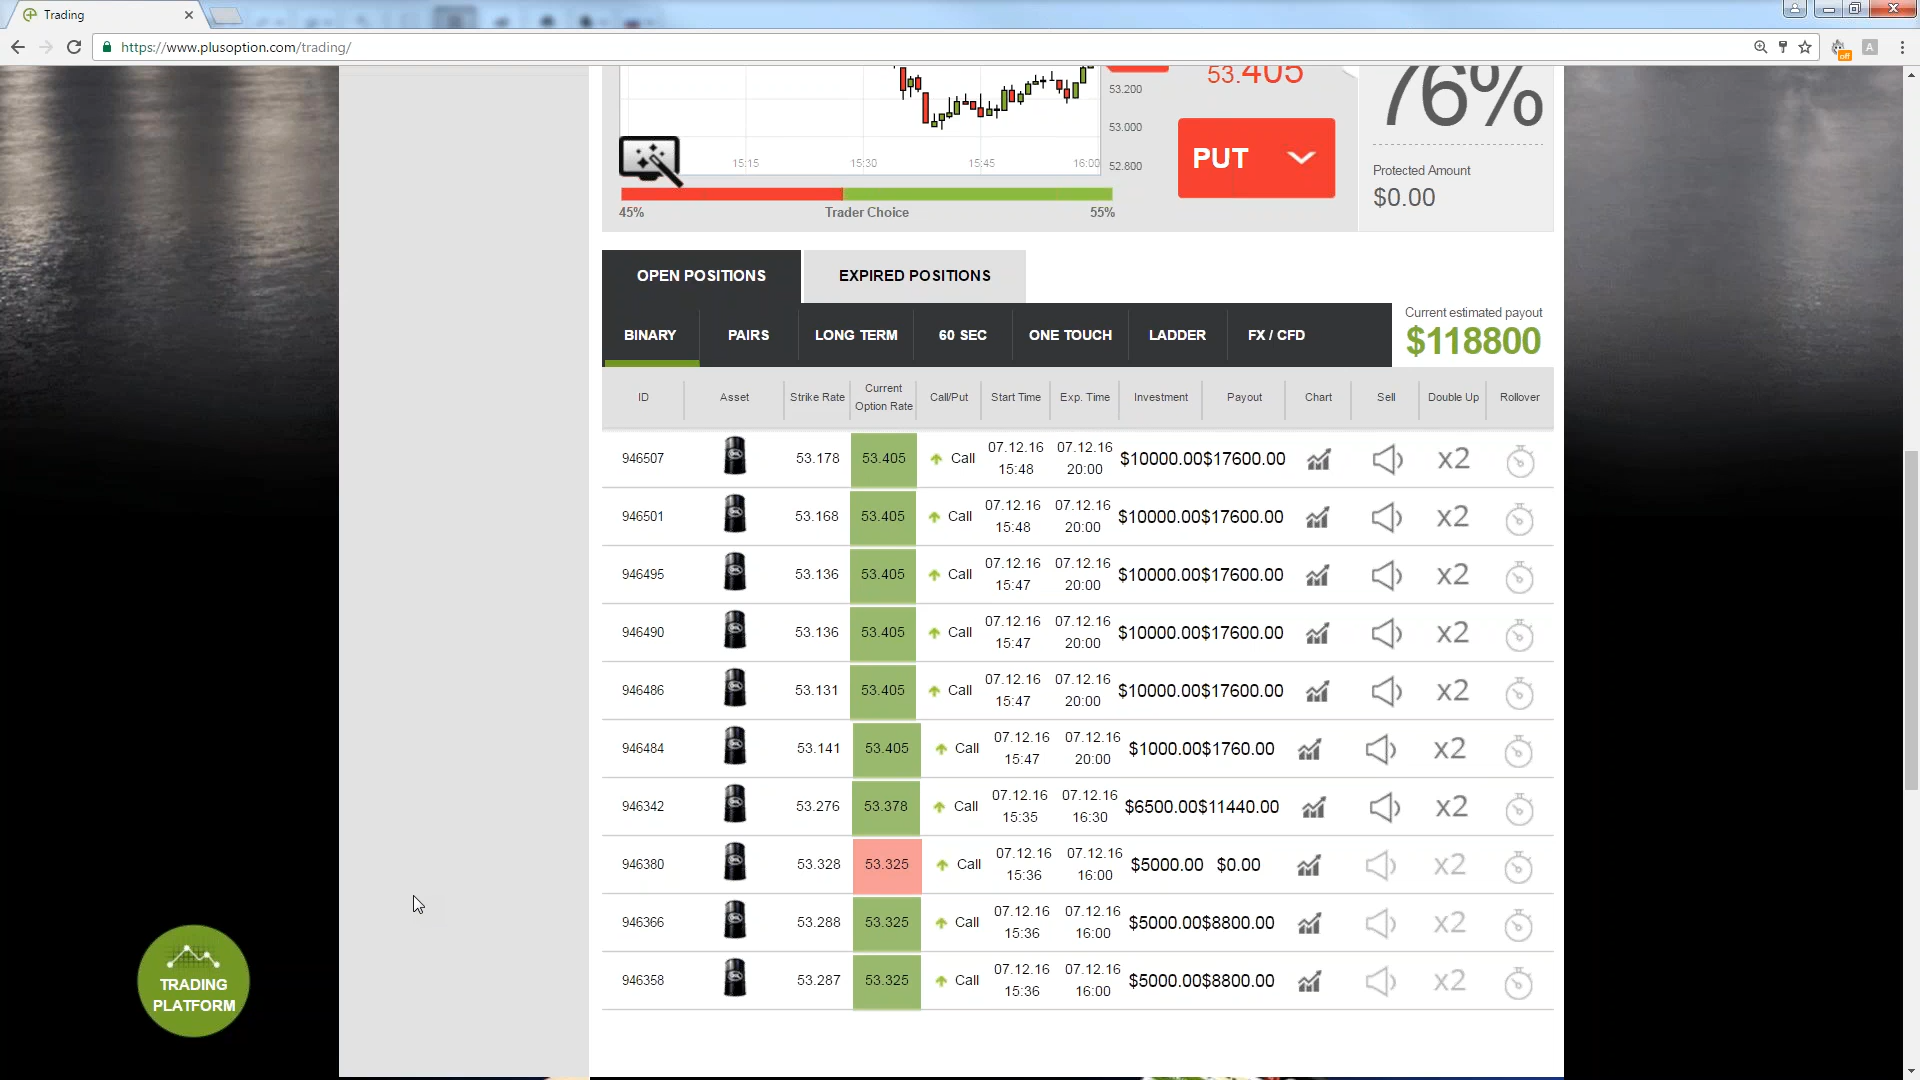 Trading
https://www.plusoption.com/trading/
off
A
53.405
76%
53.200
53.000
52.800
15:15 15:30 15:45 16:00
PUT
Protected Amount
$0.00
45% Trader Choice 55%
OPEN POSITIONS EXPIRED POSITIONS
BINARY PAIRS LONG TERM 60 SEC ONE TOUCH LADDER FX / CFD
Current estimated payout
$118800
ID Asset Strike Rate Current Option Rate Call/Put Start Time Exp. Time Investment Payout Chart Sell Double Up Rollover
946507 53.178 53.405 Call 07.12.16 15:48 07.12.16 20:00 $10000.00 $17600.00 x2
946501 53.168 53.405 Call 07.12.16 15:48 07.12.16 20:00 $10000.00 $17600.00 x2
946495 53.136 53.405 Call 07.12.16 15:47 07.12.16 20:00 $10000.00 $17600.00 x2
946490 53.136 53.405 Call 07.12.16 15:47 07.12.16 20:00 $10000.00 $17600.00 x2
946486 53.131 53.405 Call 07.12.16 15:47 07.12.16 20:00 $10000.00 $17600.00 x2
946484 53.141 53.405 Call 07.12.16 15:47 07.12.16 20:00 $1000.00 $1760.00 x2
946342 53.276 53.378 Call 07.12.16 15:35 07.12.16 16:30 $6500.00 $11440.00 x2
946380 53.328 53.325 Call 07.12.16 15:36 07.12.16 16:00 $5000.00 $0.00 x2
946366 53.288 53.325 Call 07.12.16 15:36 07.12.16 16:00 $5000.00 $8800.00 x2
946358 53.287 53.325 Call 07.12.16 15:36 07.12.16 16:00 $5000.00 $8800.00 x2
TRADING
PLATFORM